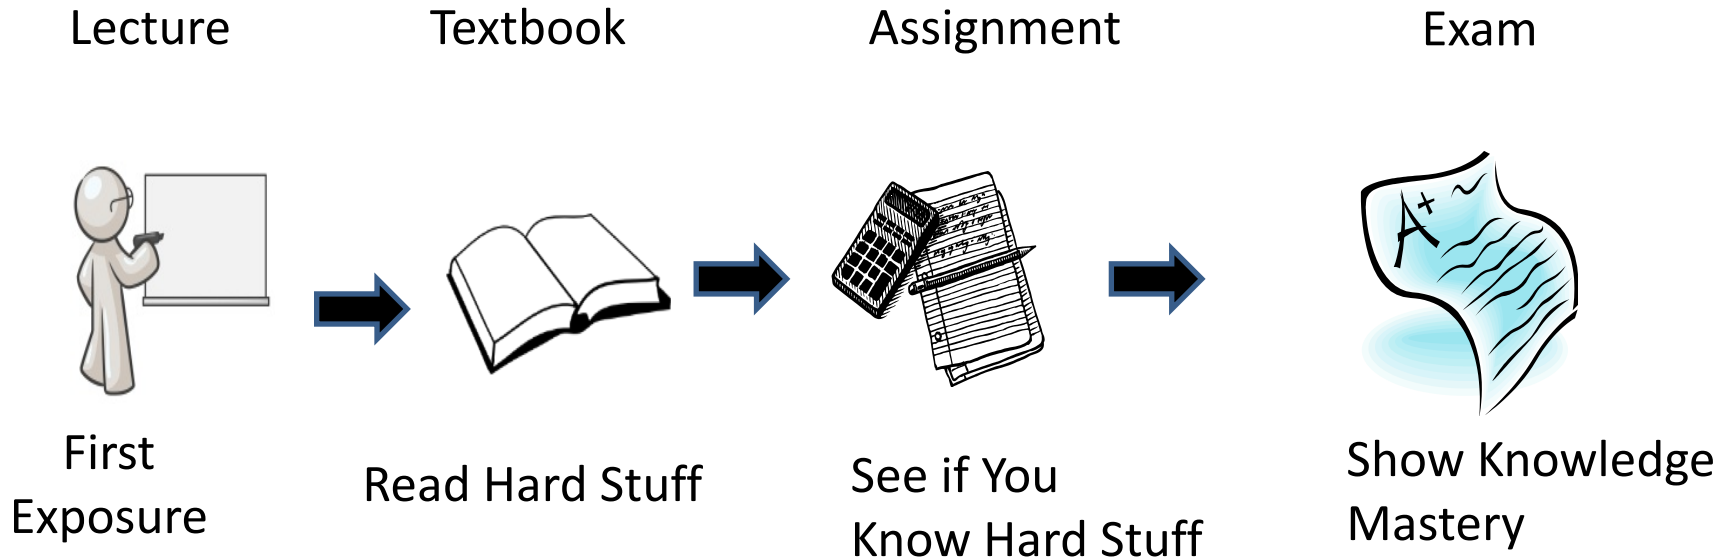 Lecture
Textbook
Assignment
Exam
A+
First
Exposure
Read Hard Stuff
See if You
Know Hard Stuff
Show Knowledge
Mastery